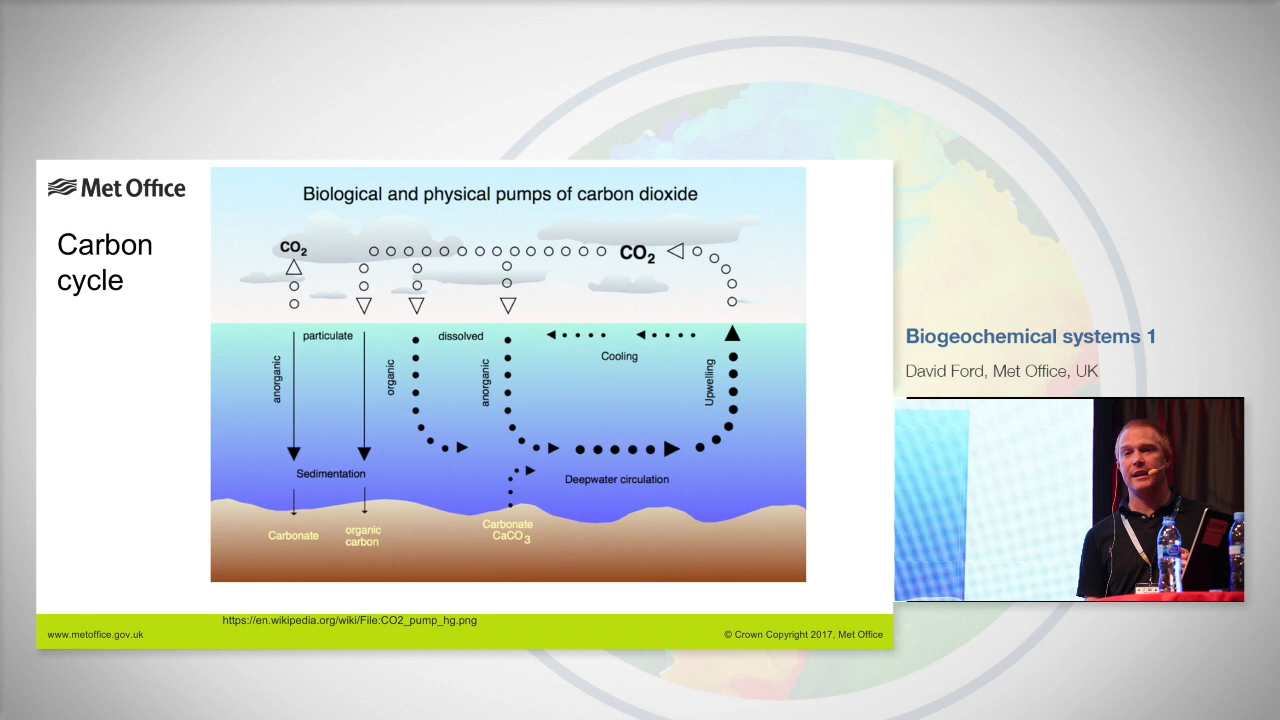 Met Office
Carbon
cycle
Biological and physical pumps of carbon dioxide
CO2
CO2
particulate
dissolved
Cooling
anorganic
organic
anorganic
Upwelling
Sedimentation
Deepwater circulation
Carbonate
organic
carbon
Carbonate
CaCO3
https://en.wikipedia.org/wiki/File:CO2_pump_hg.png
www.metoffice.gov.uk
© Crown Copyright 2017, Met Office
Biogeochemical systems 1
David Ford, Met Office, UK